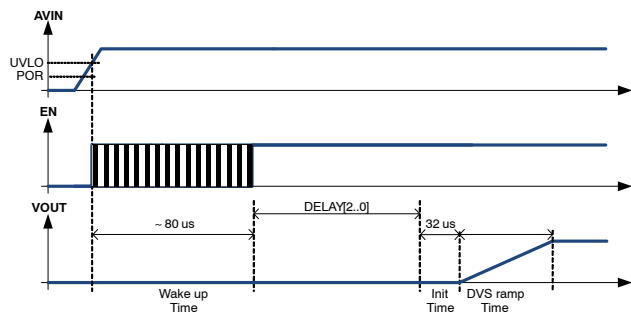 AVIN
UVLO
POR
EN
VOUT
~ 80 us
DELAY[2..0]
32 us
Wake up
Time
Init
Time
DVS ramp
Time